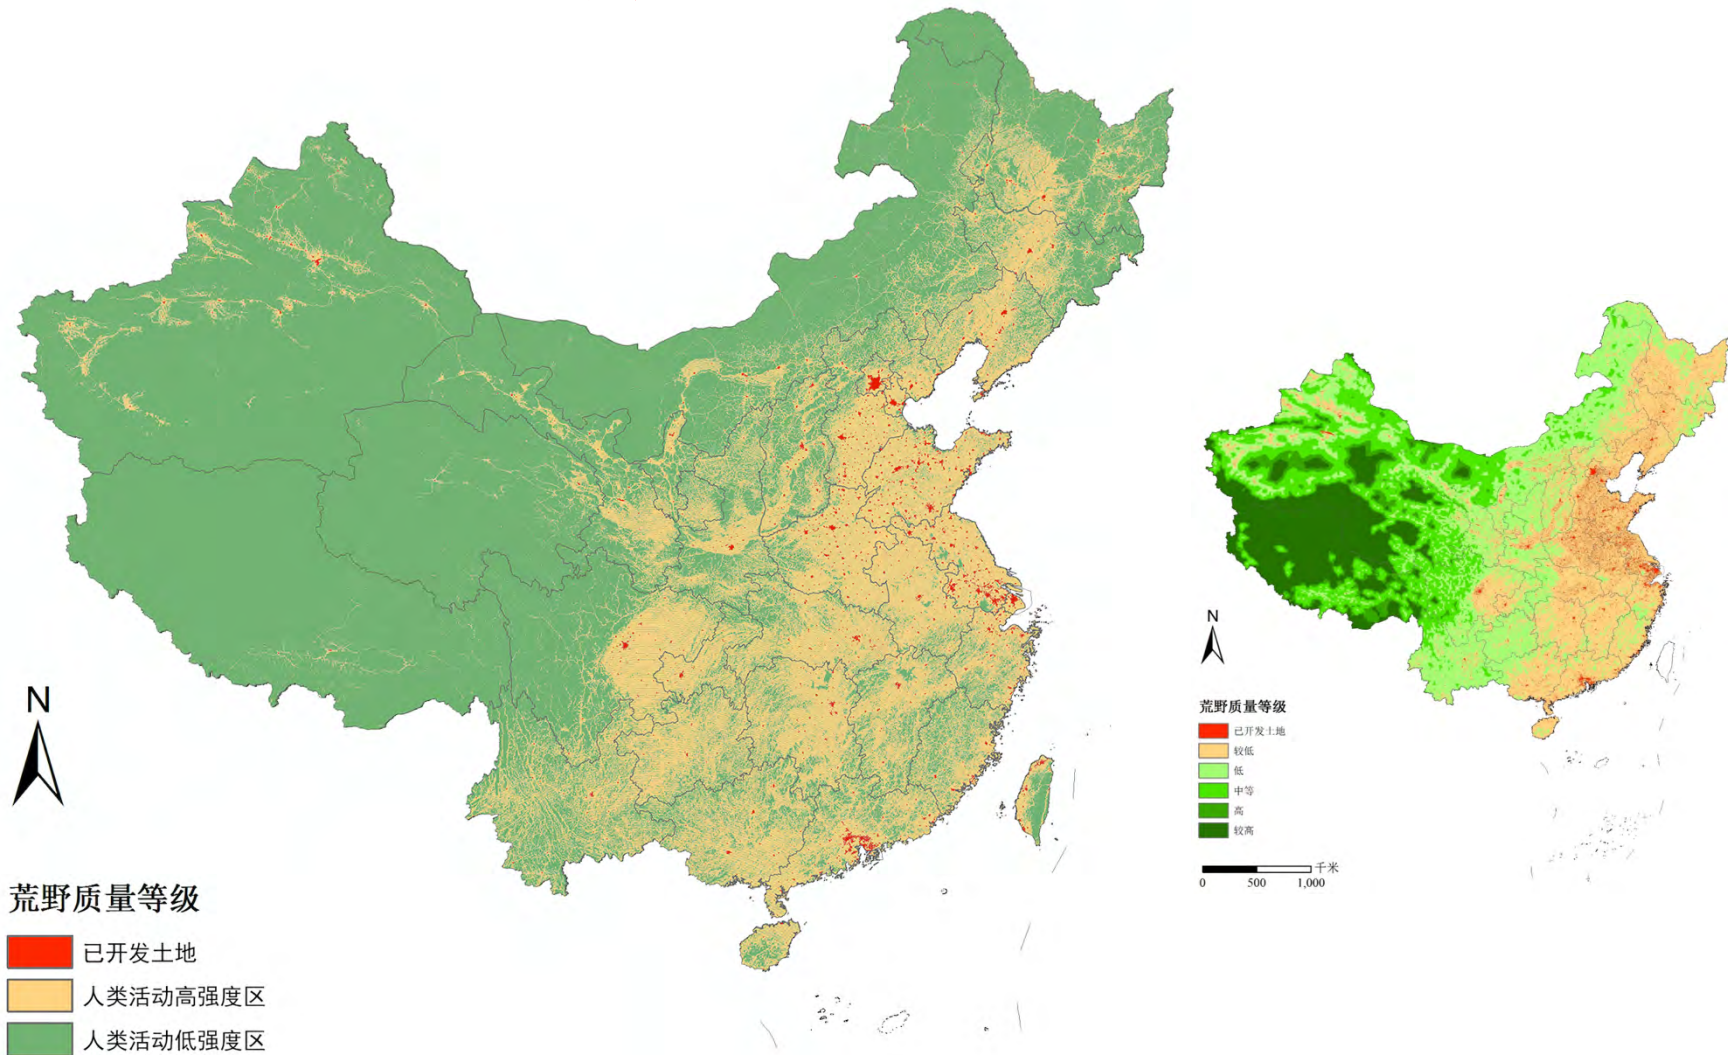 N
荒野质量等级
已开发土地
人类活动高强度区
人类活动低强度区
N
荒野质量等级
已开发土地
较低
低
中等
高
较高
千米
0 500 1,000